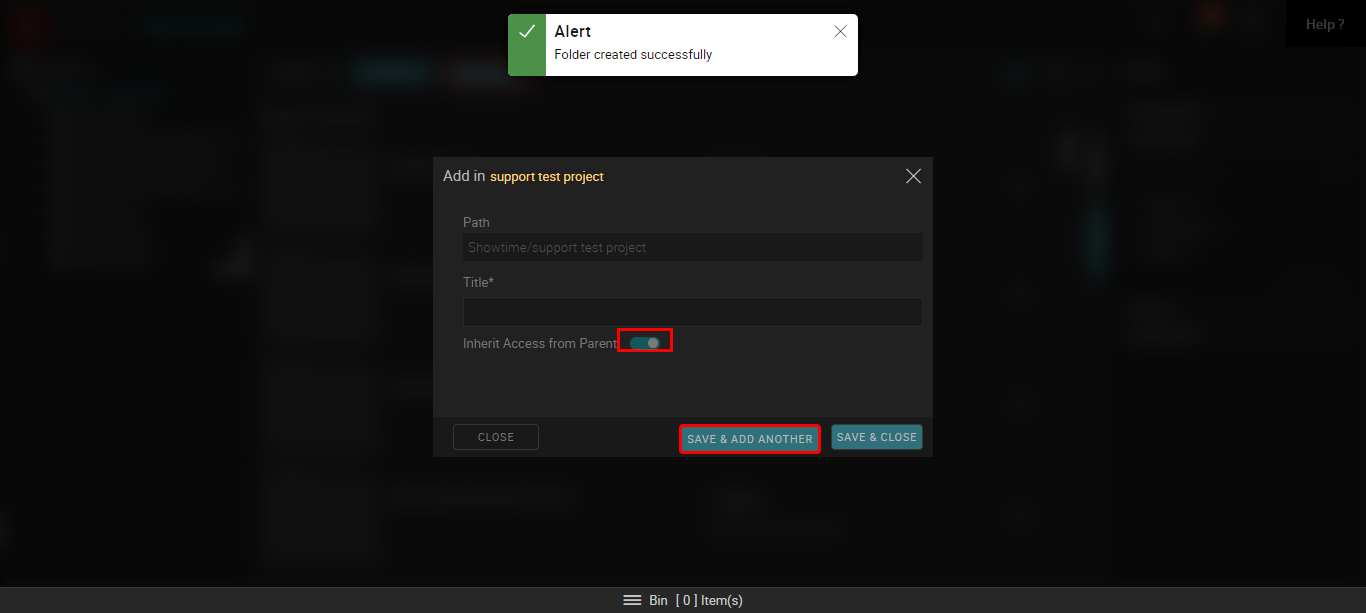 Alert
Folder created successfully
Help ?
Add in support test project
Path
Showtime/support test project
Title*
Inherit Access from Parent
CLOSE
SAVE & ADD ANOTHER
SAVE & CLOSE
Bin [ 0 ] Item(s)